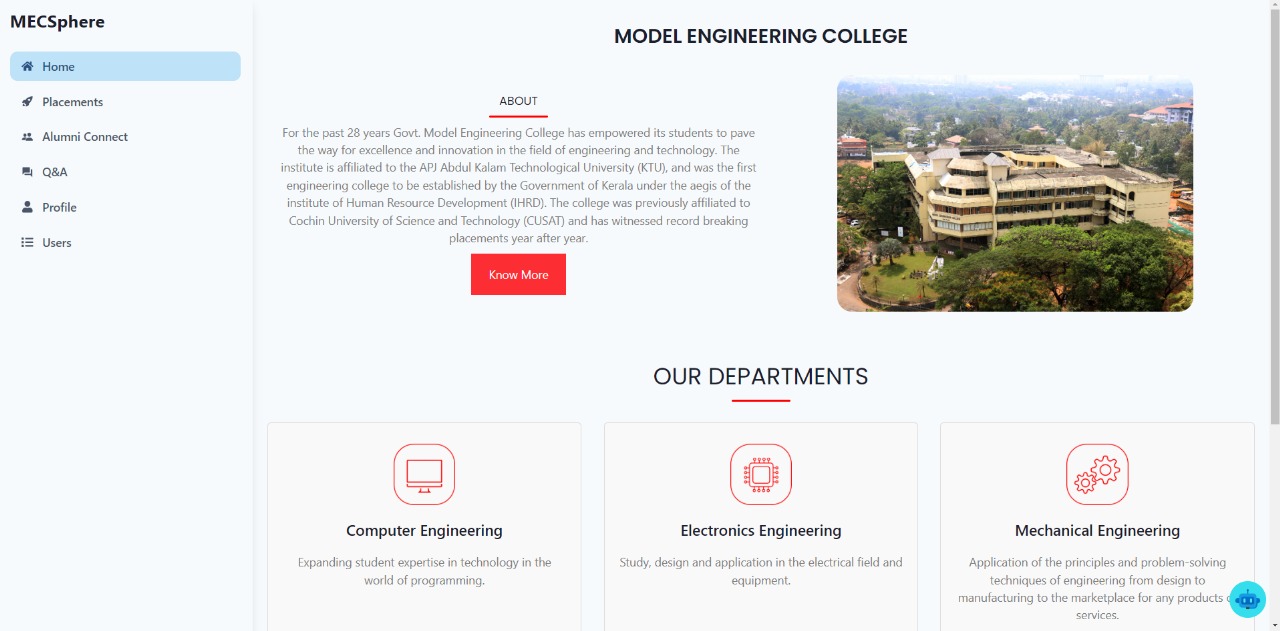 MECSphere
Home
Placements
Alumni Connect
Q&A
Profile
Users
MODEL ENGINEERING COLLEGE
ABOUT
For the past 28 years Govt. Model Engineering College has empowered its students to pave
the way for excellence and innovation in the field of engineering and technology. The
institute is affiliated to the APJ Abdul Kalam Technological University (KTU), and was the first
engineering college to be established by the Government of Kerala under the aegis of the
institute of Human Resource Development (IHRD). The college was previously affiliated to
Cochin University of Science and Technology (CUSAT) and has witnessed record breaking
placements year after year.
Know More
OUR DEPARTMENTS
Computer Engineering
Expanding student expertise in technology in the
world of programming.
Electronics Engineering
Study, design and application in the electrical field and
equipment.
Mechanical Engineering
Application of the principles and problem-solving
techniques of engineering from design to
manufacturing to the marketplace for any products
services.